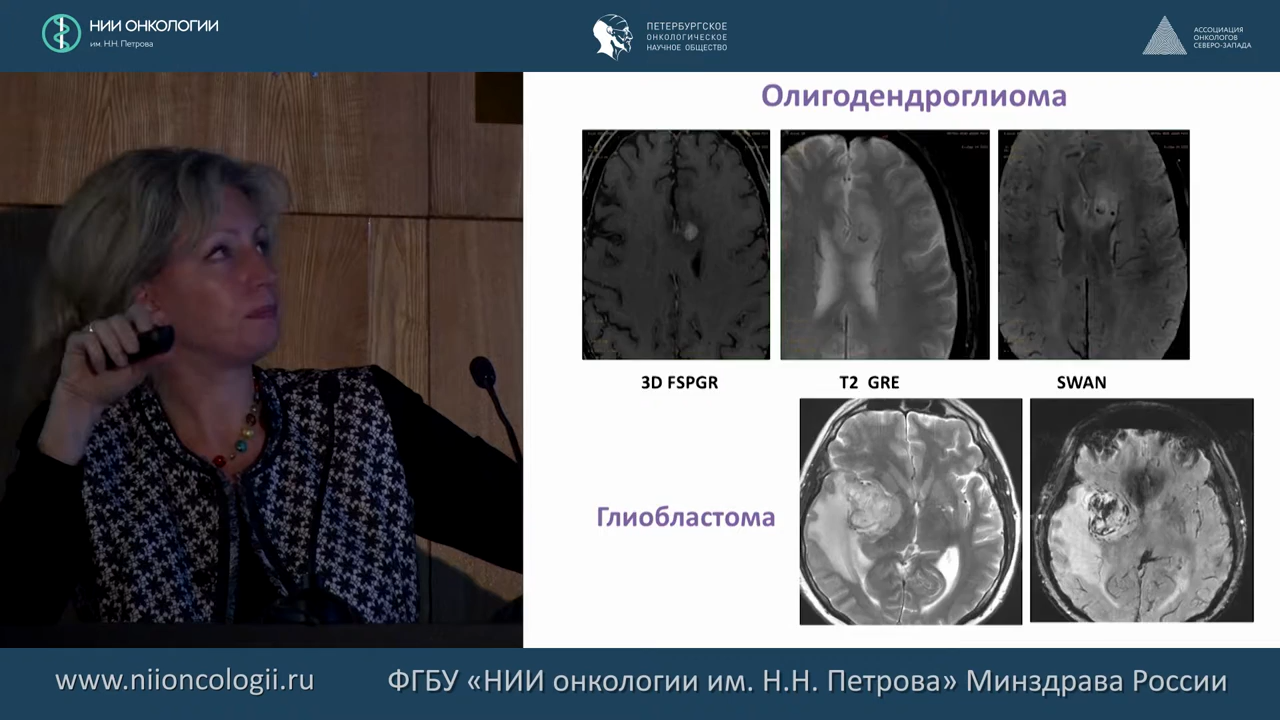 НИИ ОНКОЛОГИИ
им. Н.Н. Петрова
ПЕТЕРБУРГСКОЕ
ОНКОЛОГИЧЕСКОЕ
НАУЧНОЕ ОБЩЕСТВО
АССОЦИАЦИЯ
ОНКОЛОГОВ
СЕВЕРО-ЗАПАДА
Олигодендроглиома
3D FSPGR
T2 GRE
SWAN
Глиобластома
www.niioncologii.ru
ФГБУ «НИИ онкологии им. Н.Н. Петрова» Минздрава России